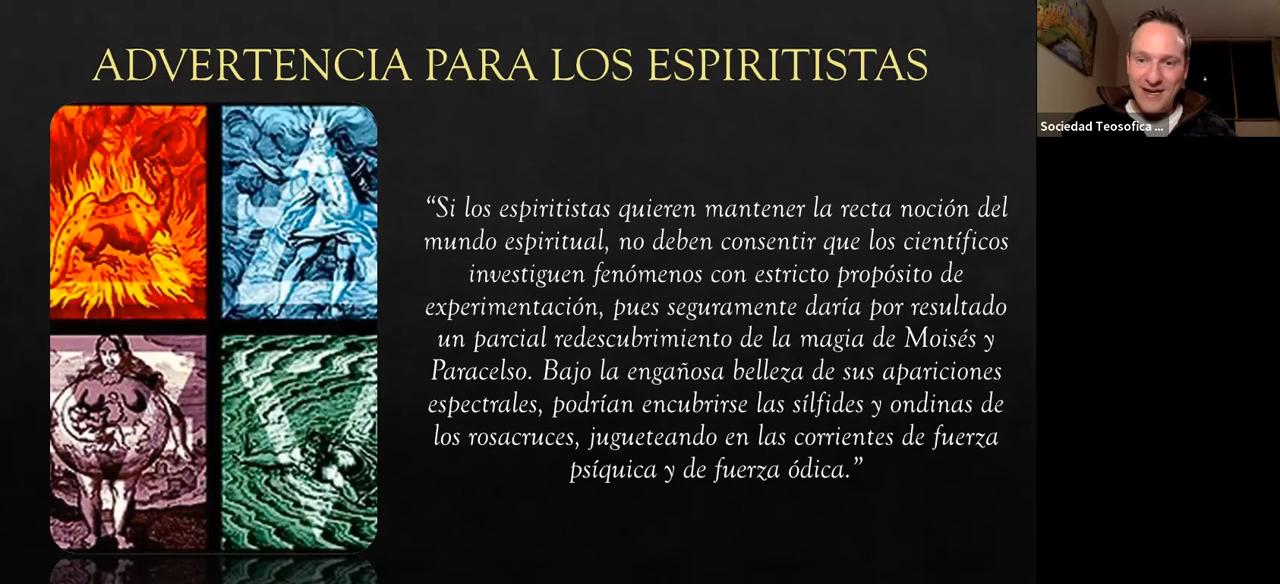 ADVERTENCIA PARA LOS ESPIRITISTAS
“Si los espiritistas quieren mantener la recta noción del
mundo espiritual, no deben consentir que los científicos
investiguen fenómenos con estricto propósito de
experimentación, pues seguramente daría por resultado
un parcial redescubrimiento de la magia de Moisés y
Paracelso. Bajo la engañosa belleza de sus apariciones
espectrales, podrían encubrirse las sílfides y ondinas de
los rosacruces, jugueteando en las corrientes de fuerza
psíquica y de fuerza ódica.”
Sociedad Teosofica ...